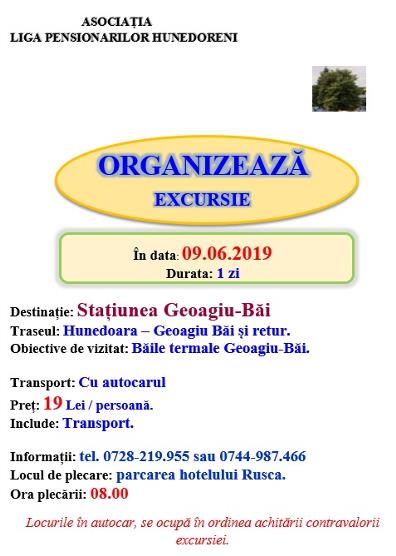 ASOCIAȚIA
LIGA PENSIONARILOR HUNEDORENI
ORGANIZEAZĂ
EXCURSIE
În data: 09.06.2019
Durata: 1 zi
Destinație: Stațiunea Geoagiu-Băi
Traseul: Hunedoara – Geoagiu Băi și retur.
Obiective de vizitat: Băile termale Geoagiu-Băi.
Transport: Cu autocarul
Preț: 19 Lei / persoană.
Include: Transport.
Informații: tel. 0728-219.955 sau 0744-987.466
Locul de plecare: parcarea hotelului Rusca.
Ora plecării: 08.00
Locurile în autocar, se ocupă în ordinea achitării contravalorii
excursiei.